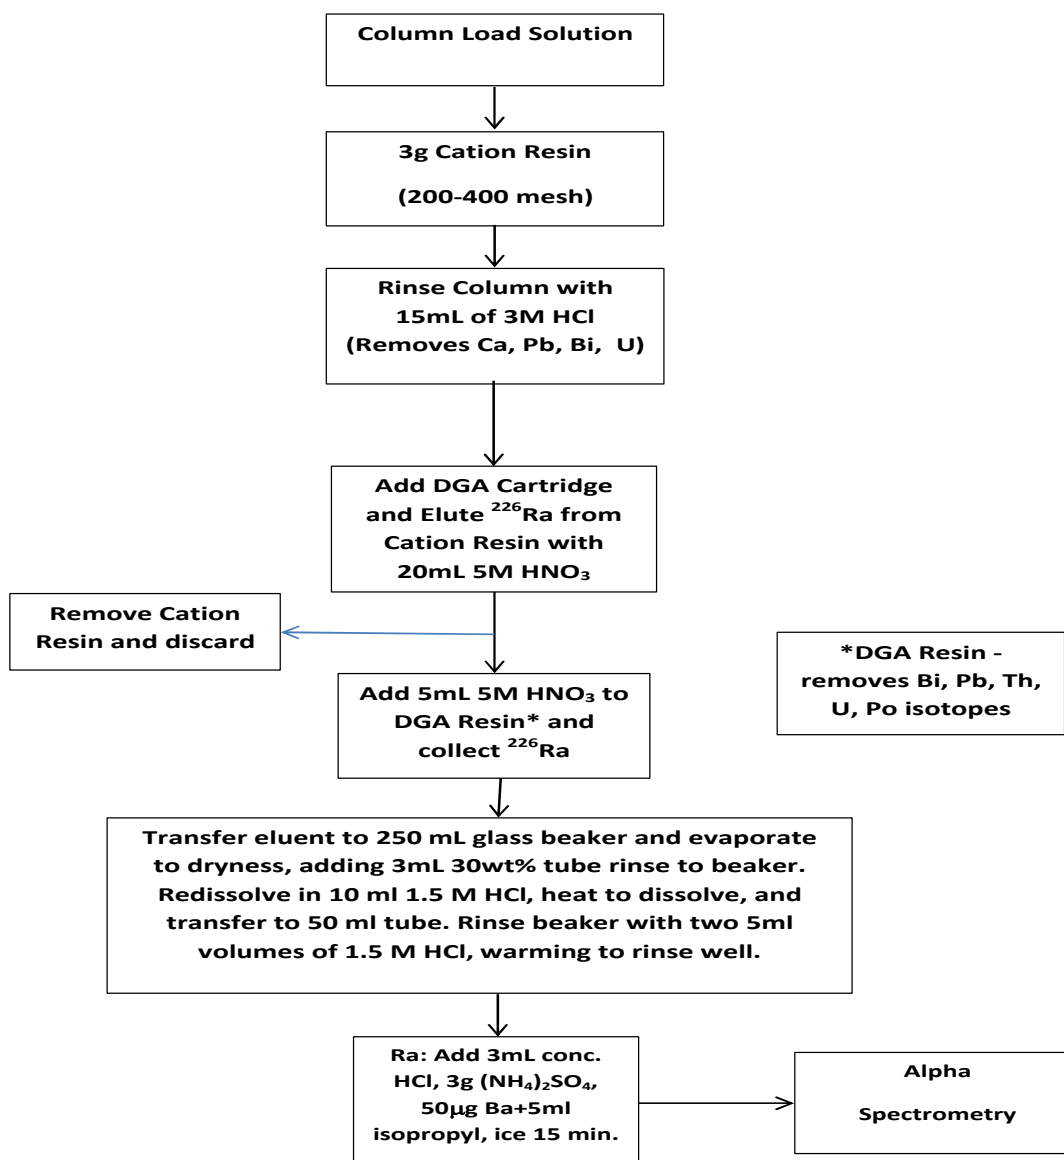 Column Load Solution
3g Cation Resin
(200-400 mesh)
Rinse Column with
15mL of 3M HCl
(Removes Ca, Pb, Bi,  U)
Add DGA Cartridge
and Elute ²²⁶Ra from
Cation Resin with
20mL 5M HNO₃
Remove Cation
Resin and discard
*DGA Resin -
removes Bi, Pb, Th,
U, Po isotopes
Add 5mL 5M HNO₃ to
DGA Resin* and
collect ²²⁶Ra
Transfer eluent to 250 mL glass beaker and evaporate
to dryness, adding 3mL 30wt% tube rinse to beaker.
Redissolve in 10 ml 1.5 M HCl, heat to dissolve, and
transfer to 50 ml tube. Rinse beaker with two 5ml
volumes of 1.5 M HCl, warming to rinse well.
Ra: Add 3mL conc.
HCl, 3g (NH₄)₂SO₄,
50µg Ba+5ml
isopropyl, ice 15 min.
Alpha
Spectrometry